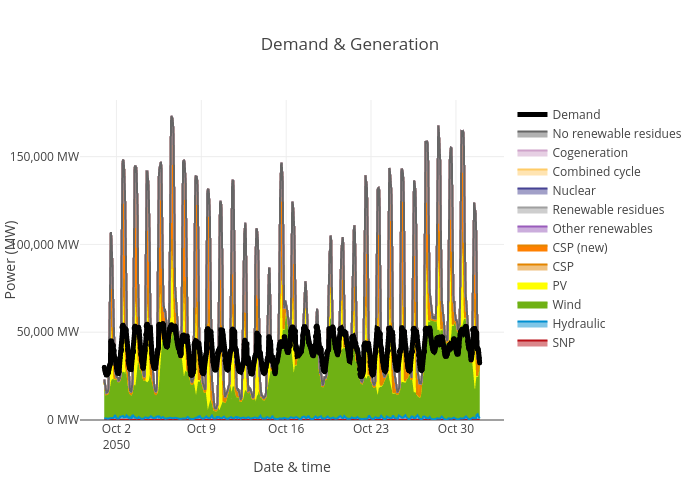 Demand & Generation
Demand
No renewable residues
Cogeneration
Combined cycle
Nuclear
Renewable residues
Other renewables
CSP (new)
CSP
PV
Wind
Hydraulic
SNP
150,000 MW
100,000 MW
50,000 MW
0 MW
Power (MW)
Oct 2 Oct 9 Oct 16 Oct 23 Oct 30
2050
Date & time